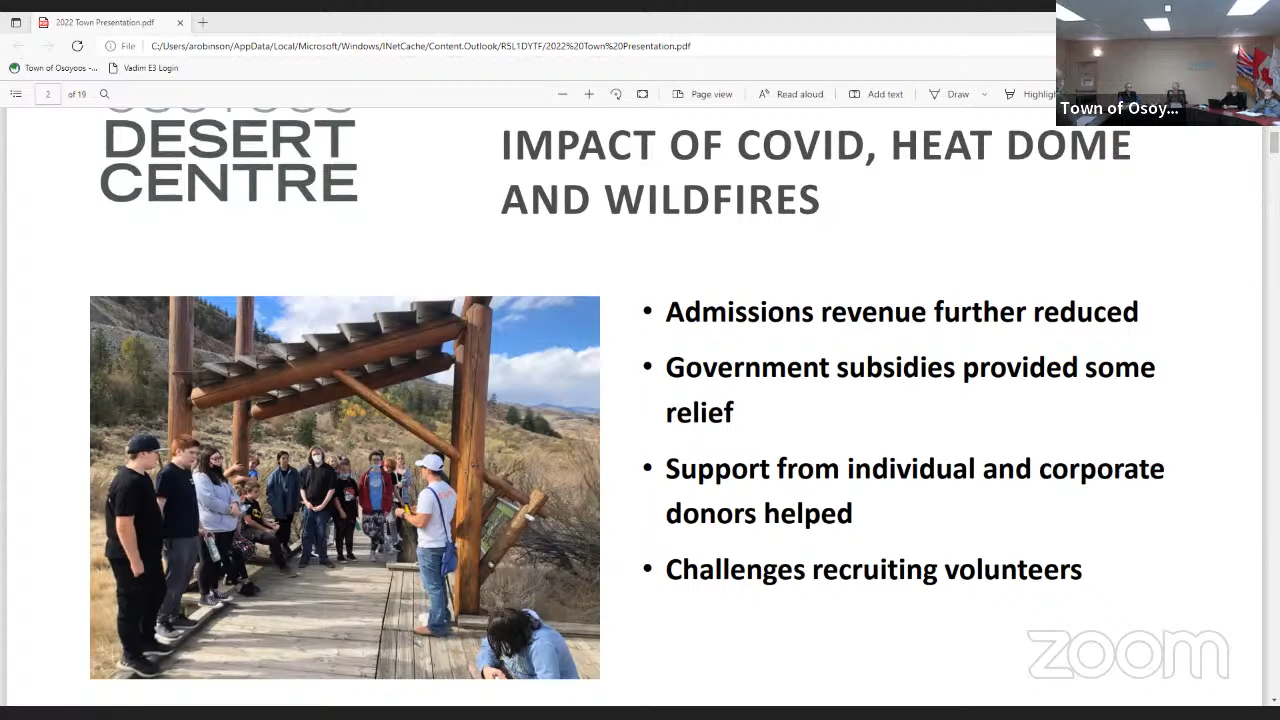 2022 Town Presentation.pdf
File
C:/Users/arobinson/AppData/Local/Microsoft/Windows/INetCache/Content.Outlook/R5L1DYTF/2022%20Town%20Presentation.pdf
Town of Osoyoos -...
Vadim E3 Login
2 of 19
Page view
Read aloud
Add text
Draw
Highligh
Town of Osoy...
DESERT
CENTRE
IMPACT OF COVID, HEAT DOME
AND WILDFIRES
• Admissions revenue further reduced
• Government subsidies provided some
relief
• Support from individual and corporate
donors helped
• Challenges recruiting volunteers
zoom